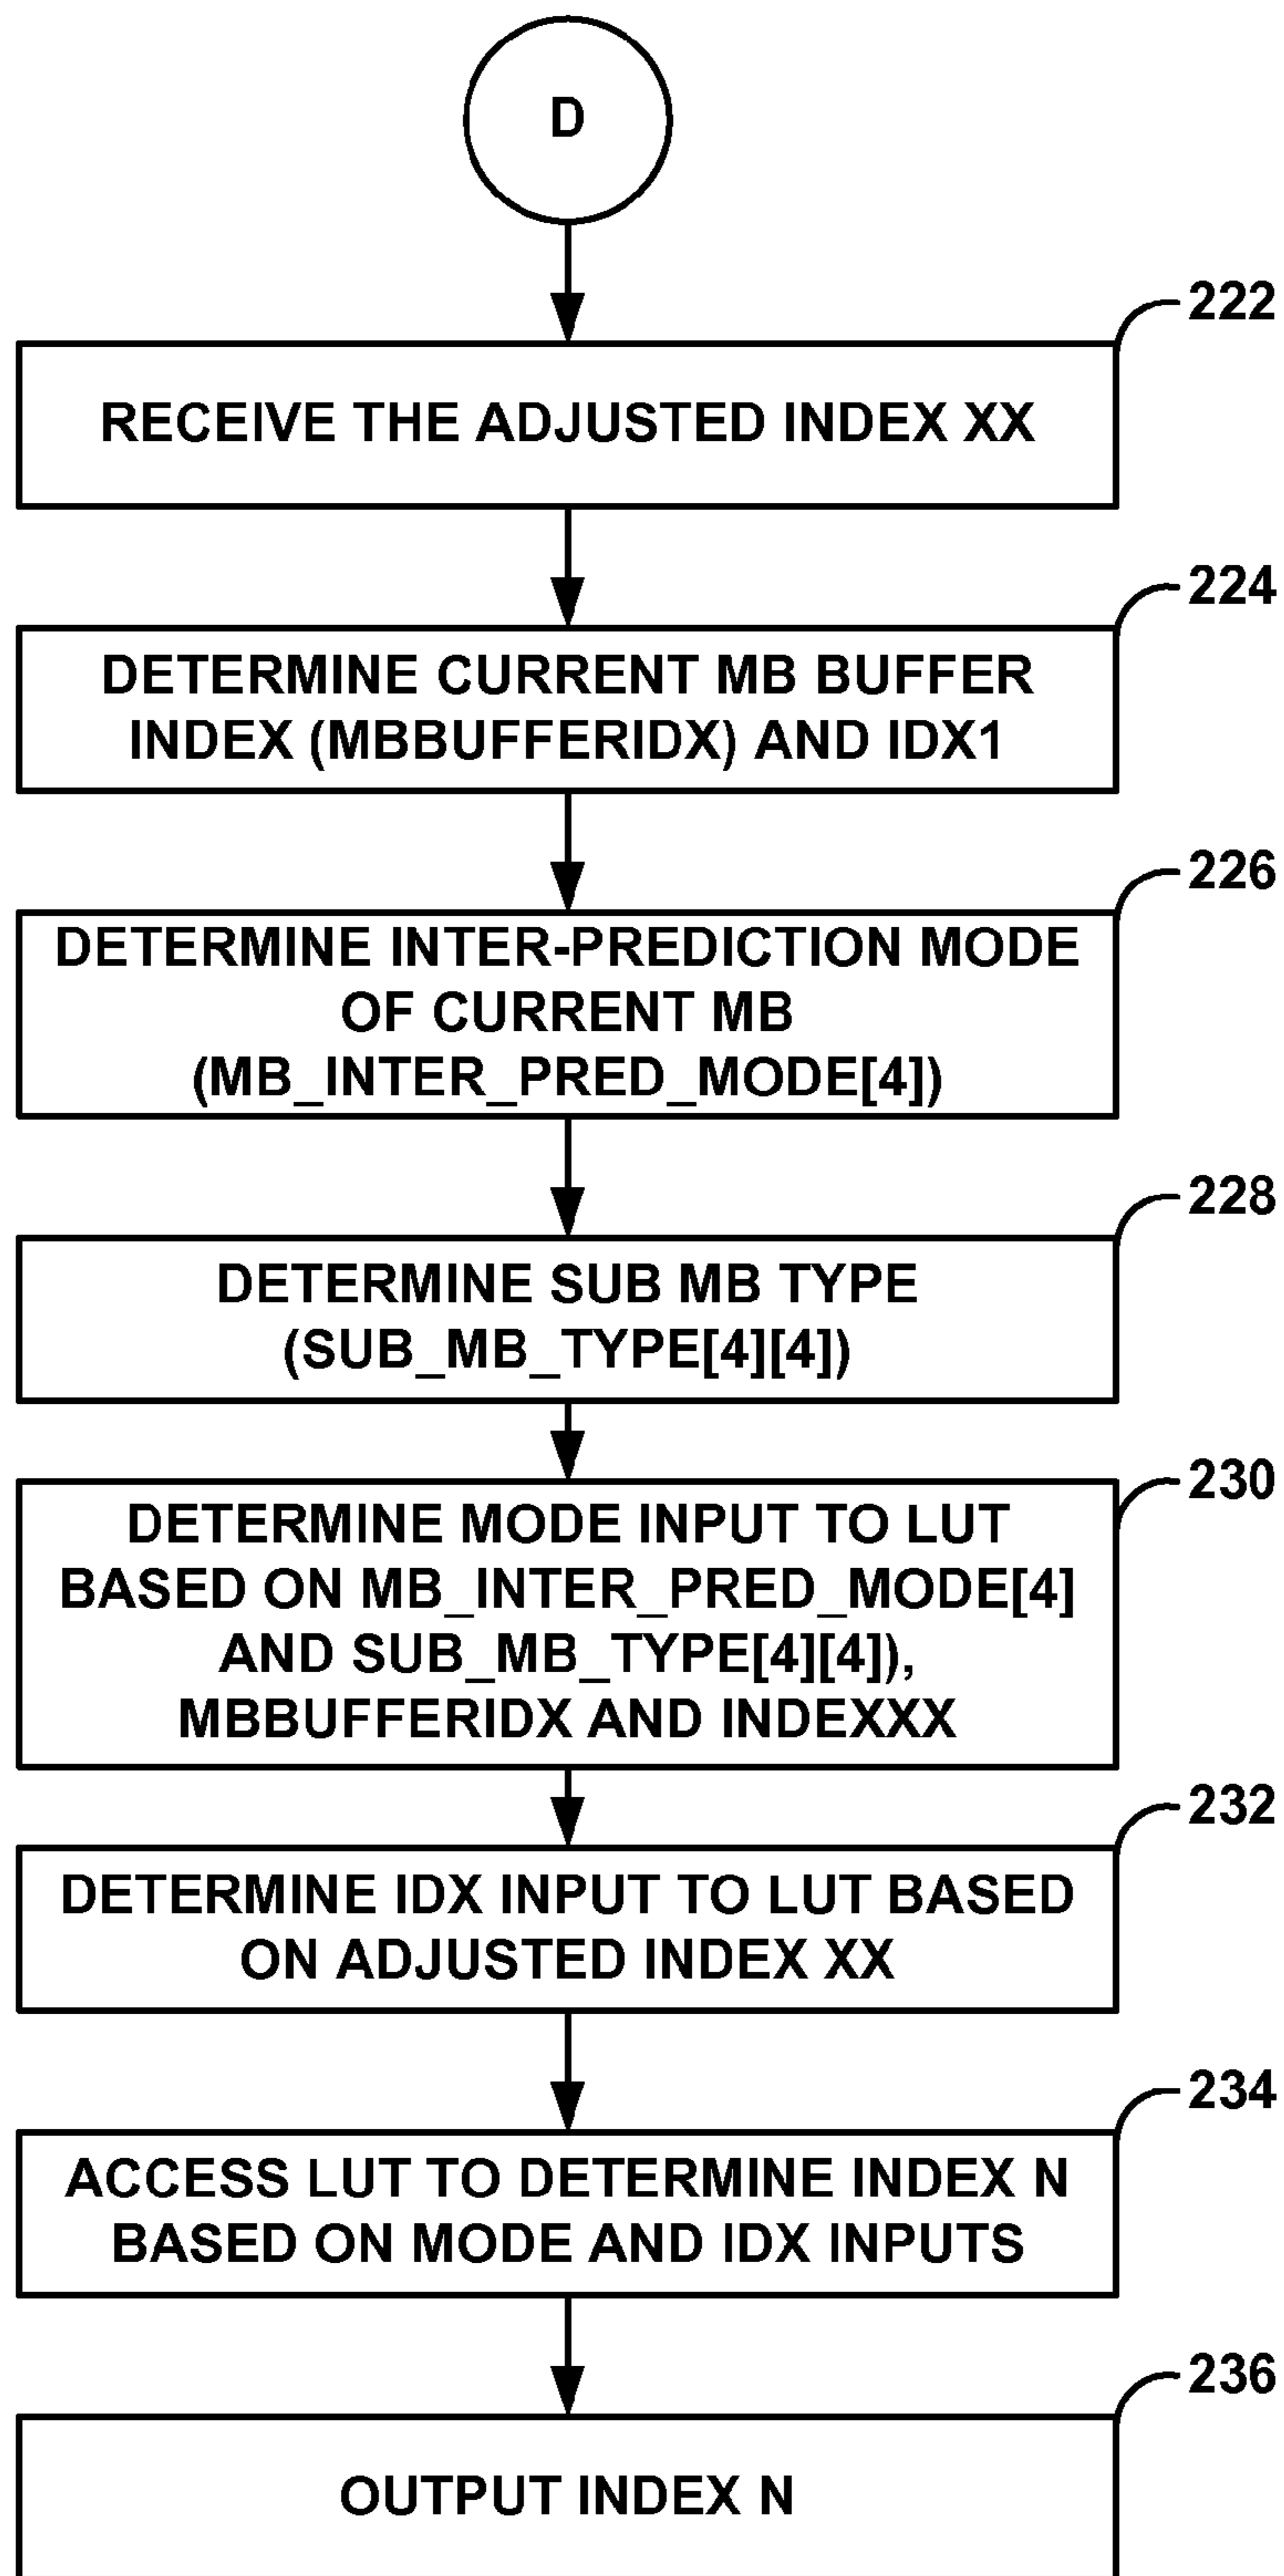 D
222
RECEIVE THE ADJUSTED INDEX XX
224
DETERMINE CURRENT MB BUFFER
INDEX (MBBUFFERIDX) AND IDX1
226
DETERMINE INTER-PREDICTION MODE
OF CURRENT MB
(MB_INTER_PRED_MODE[4])
228
DETERMINE SUB MB TYPE
(SUB_MB_TYPE[4][4])
230
DETERMINE MODE INPUT TO LUT
BASED ON MB_INTER_PRED_MODE[4]
AND SUB_MB_TYPE[4][4]),
MBBUFFERIDX AND INDEXXX
232
DETERMINE IDX INPUT TO LUT BASED
ON ADJUSTED INDEX XX
234
ACCESS LUT TO DETERMINE INDEX N
BASED ON MODE AND IDX INPUTS
236
OUTPUT INDEX N